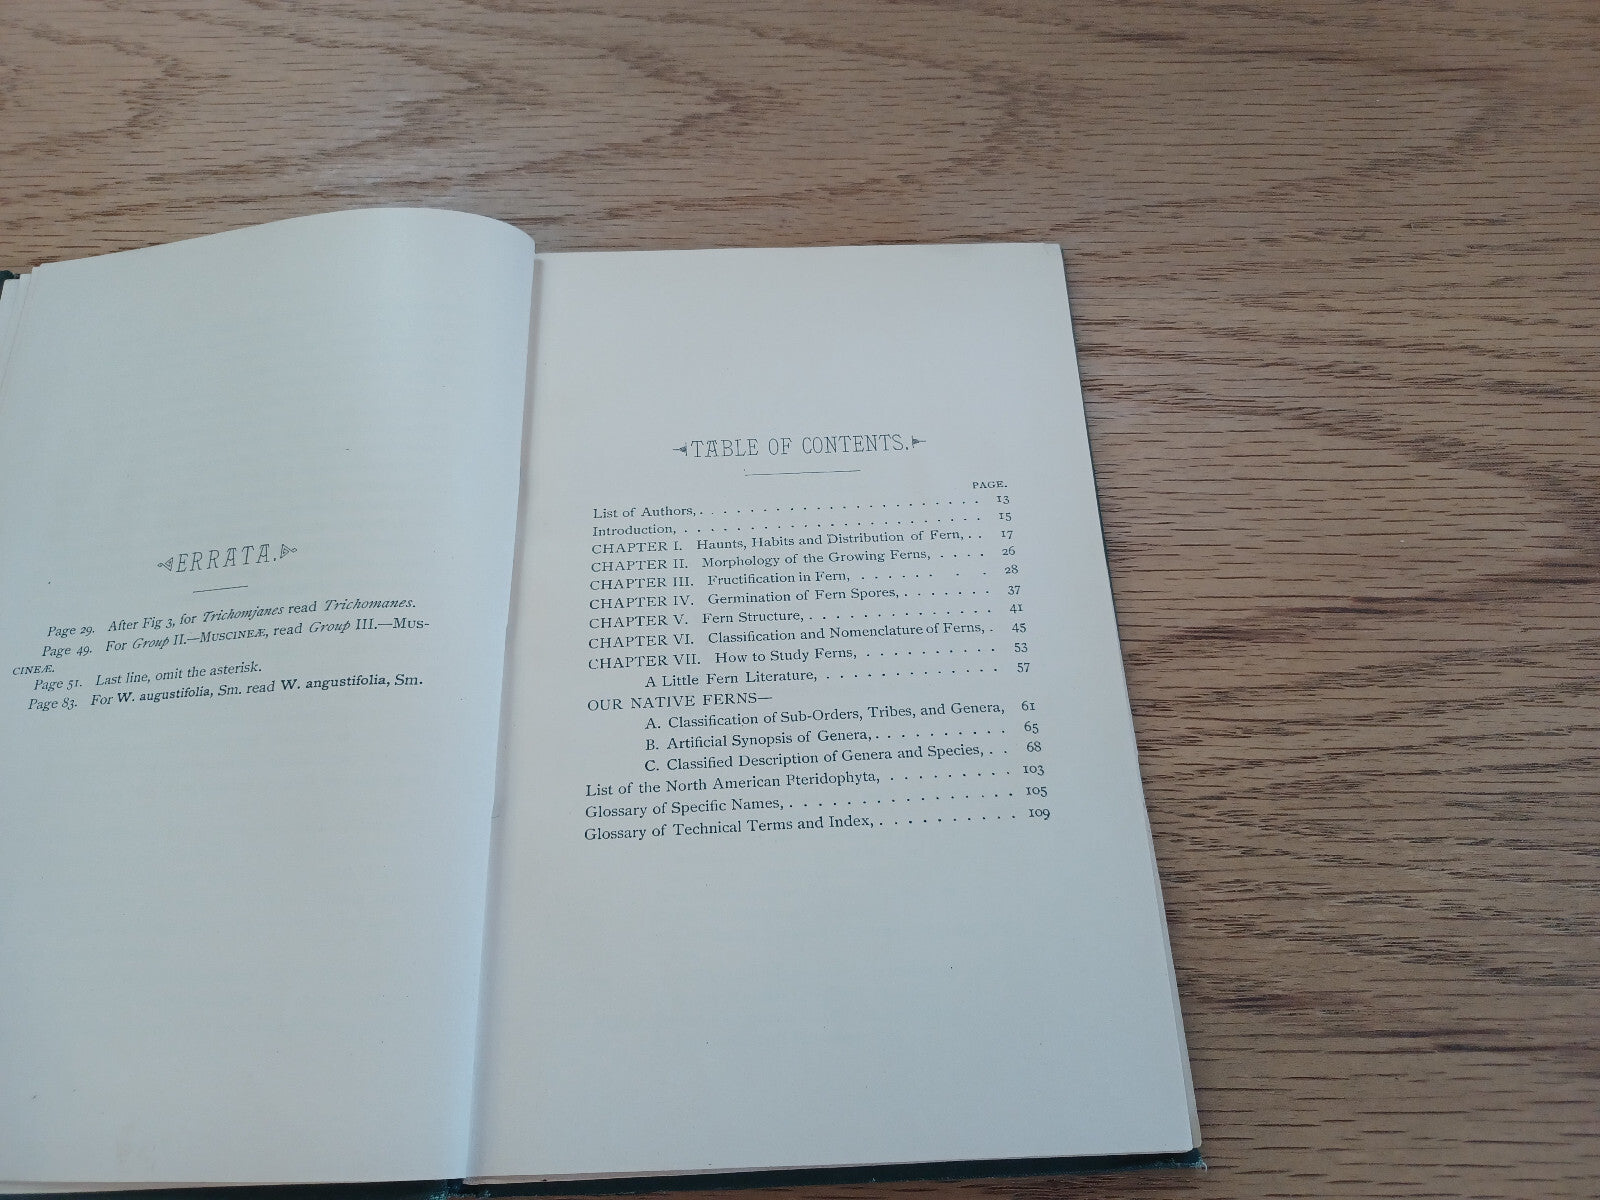 ERRATA.
Page 29. After Fig 3, for Trichomjanes read Trichomanes.
Page 49. For Group II.—MUSCINEÆ, read Group III.—MUS-
CINEÆ.
Page 51. Last line, omit the asterisk.
Page 83. For W. augustifolia, Sm. read W. angustifolia, Sm.
TABLE OF CONTENTS.
PAGE.
List of Authors, . . . . . . . . . . . . . . . . . . . . . . 13
Introduction, . . . . . . . . . . . . . . . . . . . . . . . 15
CHAPTER I. Haunts, Habits and Distribution of Fern, . . 17
CHAPTER II. Morphology of the Growing Ferns, . . . . 26
CHAPTER III. Fructification in Fern, . . . . . . . . 28
CHAPTER IV. Germination of Fern Spores, . . . . . . . 37
CHAPTER V. Fern Structure, . . . . . . . . . . . . . . 41
CHAPTER VI. Classification and Nomenclature of Ferns, . 45
CHAPTER VII. How to Study Ferns, . . . . . . . . . . 53
A Little Fern Literature, . . . . . . . . . . . . . 57
OUR NATIVE FERNS—
A. Classification of Sub-Orders, Tribes, and Genera, 61
B. Artificial Synopsis of Genera, . . . . . . . . . . 65
C. Classified Description of Genera and Species, . . 68
List of the North American Pteridophyta, . . . . . . . . . 103
Glossary of Specific Names, . . . . . . . . . . . . . . . . 105
Glossary of Technical Terms and Index, . . . . . . . . . . 109